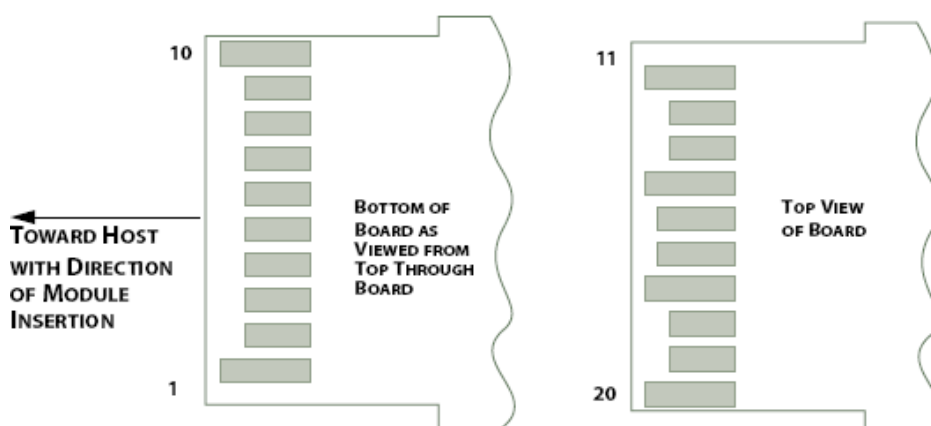 10
BOTTOM OF
BOARD AS
VIEWED FROM
TOP THROUGH
BOARD
TOWARD HOST
WITH DIRECTION
OF MODULE
INSERTION
1
11
TOP VIEW
OF BOARD
20